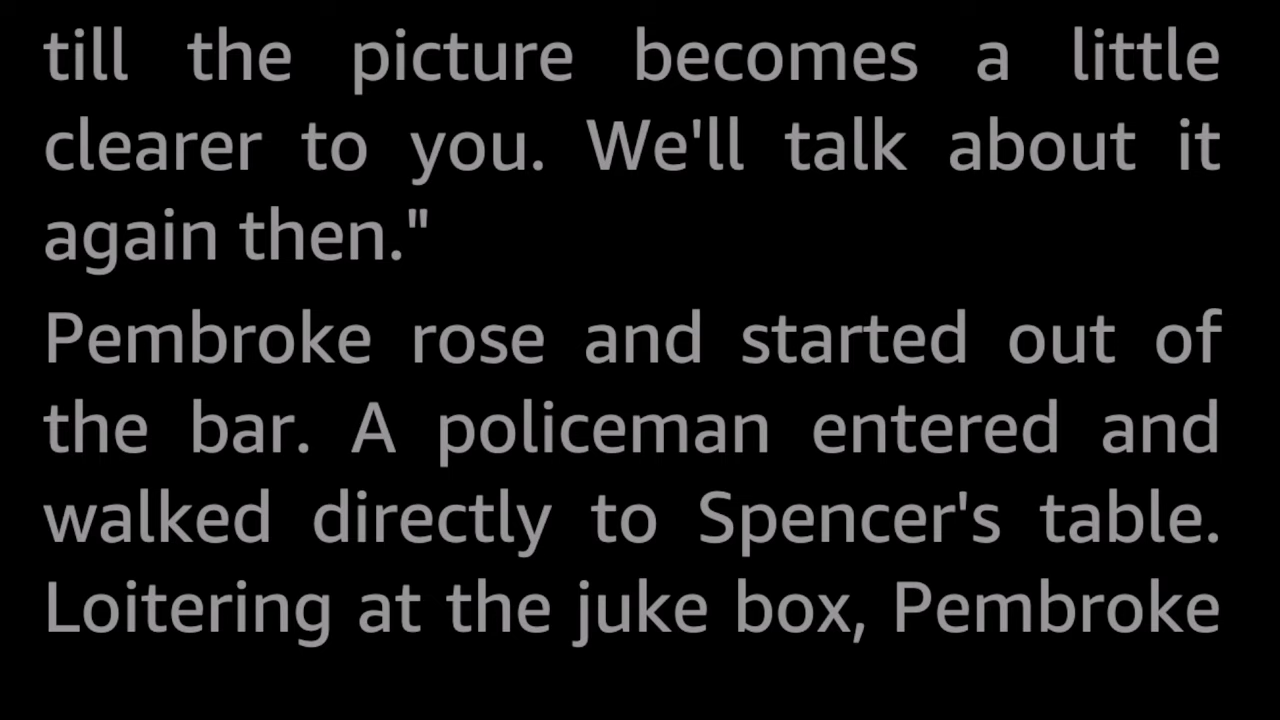 till the picture becomes a little
clearer to you. We'll talk about it
again then."
Pembroke rose and started out of
the bar. A policeman entered and
walked directly to Spencer's table.
Loitering at the juke box, Pembroke